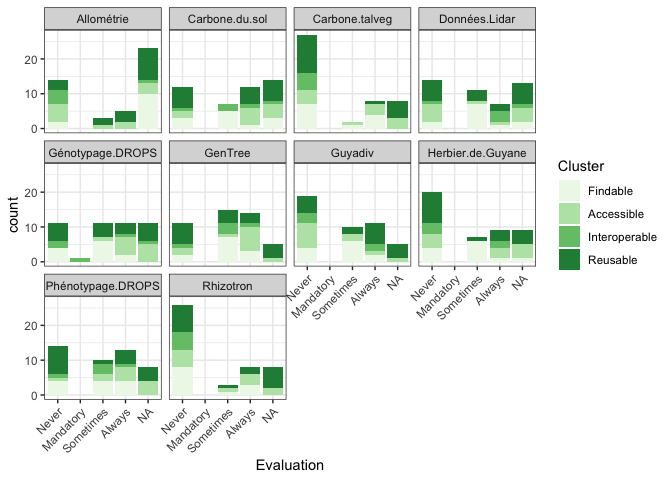 Allométrie
Carbone.du.sol
Carbone.talveg
Données.Lidar
20
10
0
Génotypage.DROPS
GenTree
Guyadiv
Herbier.de.Guyane
20
10
0
Phénotypage.DROPS
Rhizotron
20
10
0
Never
Mandatory
Sometimes
Always
NA
Never
Mandatory
Sometimes
Always
NA
Never
Mandatory
Sometimes
Always
NA
Never
Mandatory
Sometimes
Always
NA
count
Evaluation
Cluster
Findable
Accessible
Interoperable
Reusable